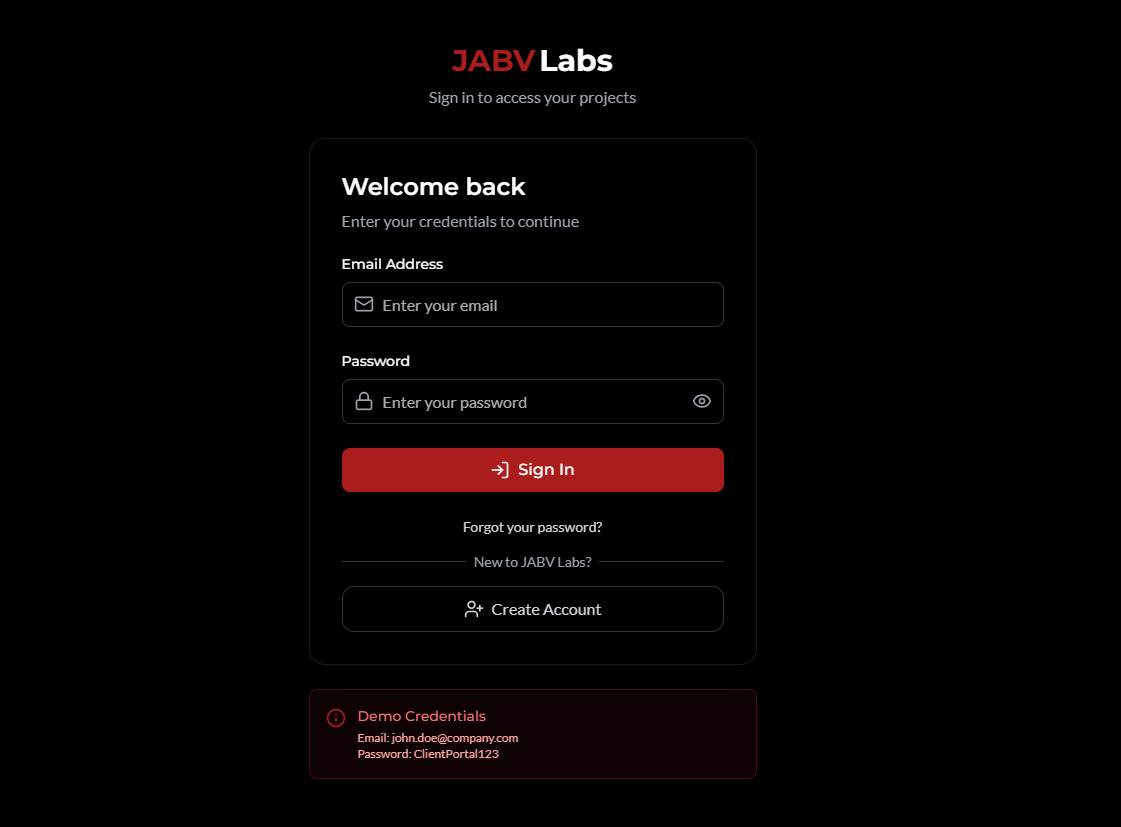 JABV Labs
Sign in to access your projects
Welcome back
Enter your credentials to continue
Email Address
Enter your email
Password
Enter your password
Sign In
Forgot your password?
New to JABV Labs?
Create Account
Demo Credentials
Email: john.doe@company.com
Password: ClientPortal123